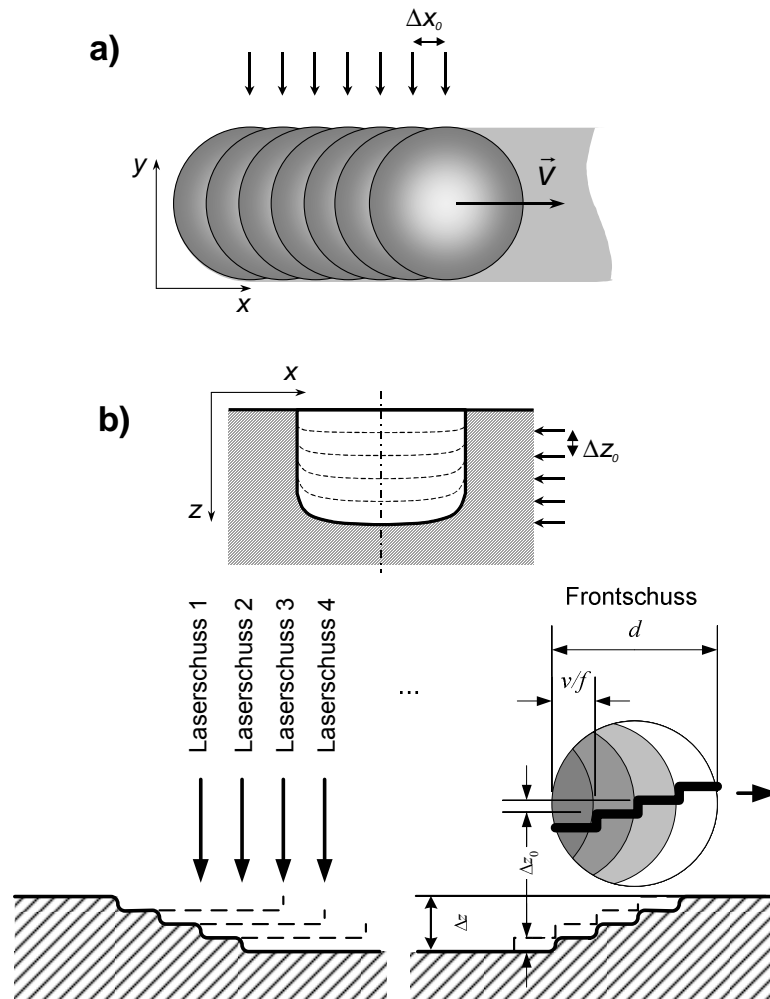 a)
Δx₀
y
V⃗
x
b)
x
Δz₀
z
Laserschuss 1
Laserschuss 2
Laserschuss 3
Laserschuss 4
...
Frontschuss
d
v/f
Δz₀
Δz